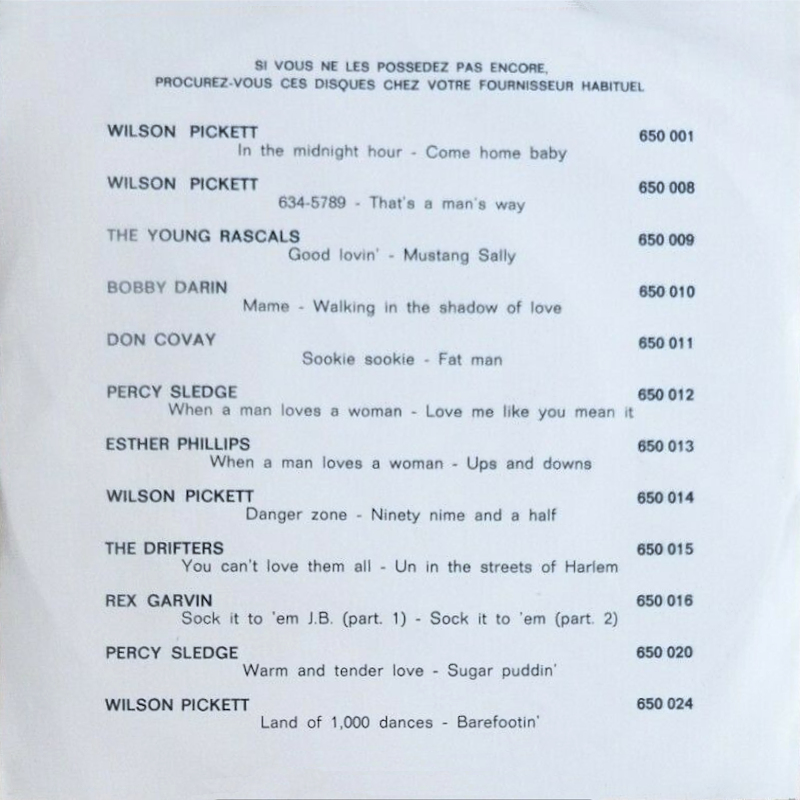 SI VOUS NE LES POSSEDEZ PAS ENCORE,
PROCUREZ-VOUS CES DISQUES CHEZ VOTRE FOURNISSEUR HABITUEL
WILSON PICKETT 650 001
In the midnight hour - Come home baby
WILSON PICKETT 650 008
634-5789 - That's a man's way
THE YOUNG RASCALS 650 009
Good lovin' - Mustang Sally
BOBBY DARIN 650 010
Mame - Walking in the shadow of love
DON COVAY 650 011
Sookie sookie - Fat man
PERCY SLEDGE 650 012
When a man loves a woman - Love me like you mean it
ESTHER PHILLIPS 650 013
When a man loves a woman - Ups and downs
WILSON PICKETT 650 014
Danger zone - Ninety nime and a half
THE DRIFTERS 650 015
You can't love them all - Un in the streets of Harlem
REX GARVIN 650 016
Sock it to 'em J.B. (part. 1) - Sock it to 'em (part. 2)
PERCY SLEDGE 650 020
Warm and tender love - Sugar puddin'
WILSON PICKETT 650 024
Land of 1,000 dances - Barefootin'